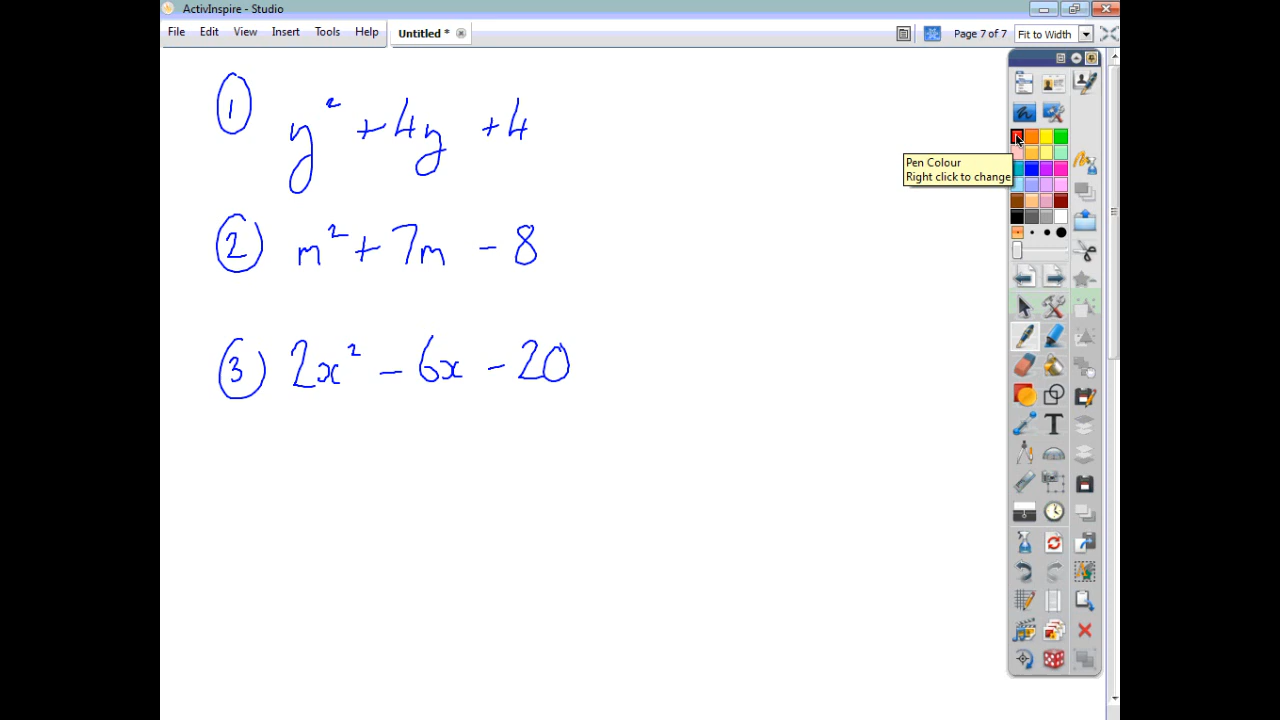 ActivInspire - Studio
File Edit View Insert Tools Help Untitled * Page 7 of 7 Fit to Width
① y² + 4y + 4
Pen Colour
Right click to change
② m² + 7m - 8
③ 2x² - 6x - 20
T